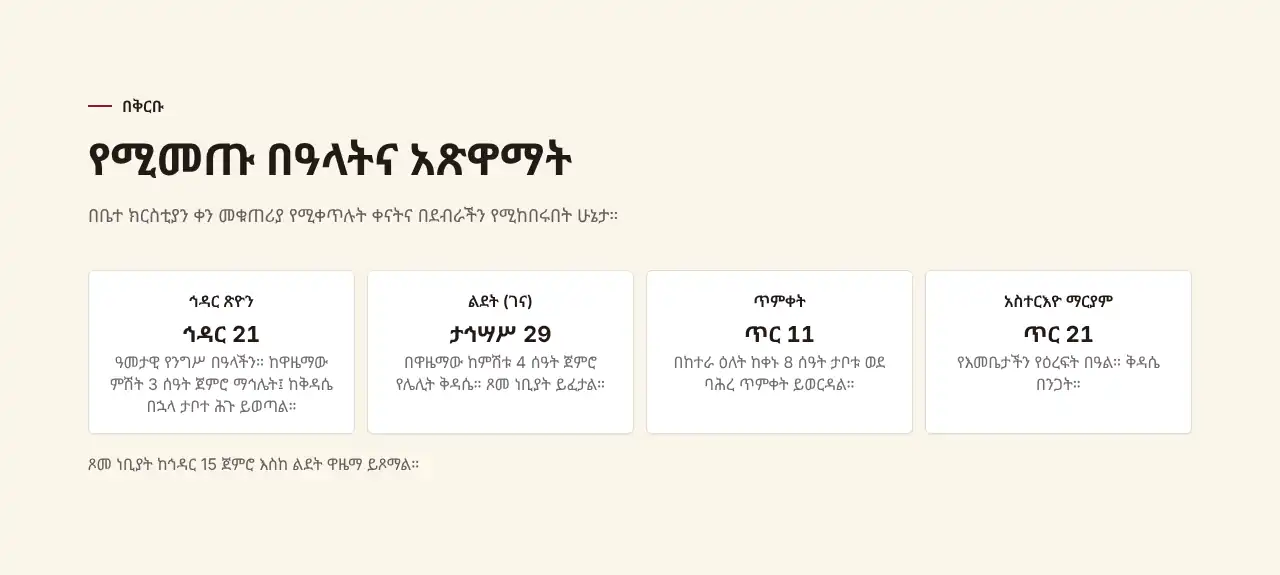 በቅርቡ
የሚመጡ በዓላትና አጽዋማት
በቤተ ክርስቲያን ቀን መቁጠሪያ የሚቀጥሉት ቀናትና በደብራችን የሚከበሩበት ሁኔታ።
ኅዳር ጽዮን
ኅዳር 21
ዓመታዊ የንግሥ በዓላችን። ከዋዜማው
ምሽት 3 ሰዓት ጀምሮ ማኅሌት፤ ከቅዳሴ
በኋላ ታቦተ ሕጉ ይወጣል።
ልደት (ገና)
ታኅሣሥ 29
በዋዜማው ከምሽቱ 4 ሰዓት ጀምሮ
የሌሊት ቅዳሴ። ጾመ ነቢያት ይፈታል።
ጥምቀት
ጥር 11
በከተራ ዕለት ከቀኑ 8 ሰዓት ታቦቱ ወደ
ባሕረ ጥምቀት ይወርዳል።
አስተርእዮ ማርያም
ጥር 21
የእመቤታችን የዕረፍት በዓል። ቅዳሴ
በንጋት።
ጾመ ነቢያት ከኅዳር 15 ጀምሮ እስከ ልደት ዋዜማ ይጾማል።